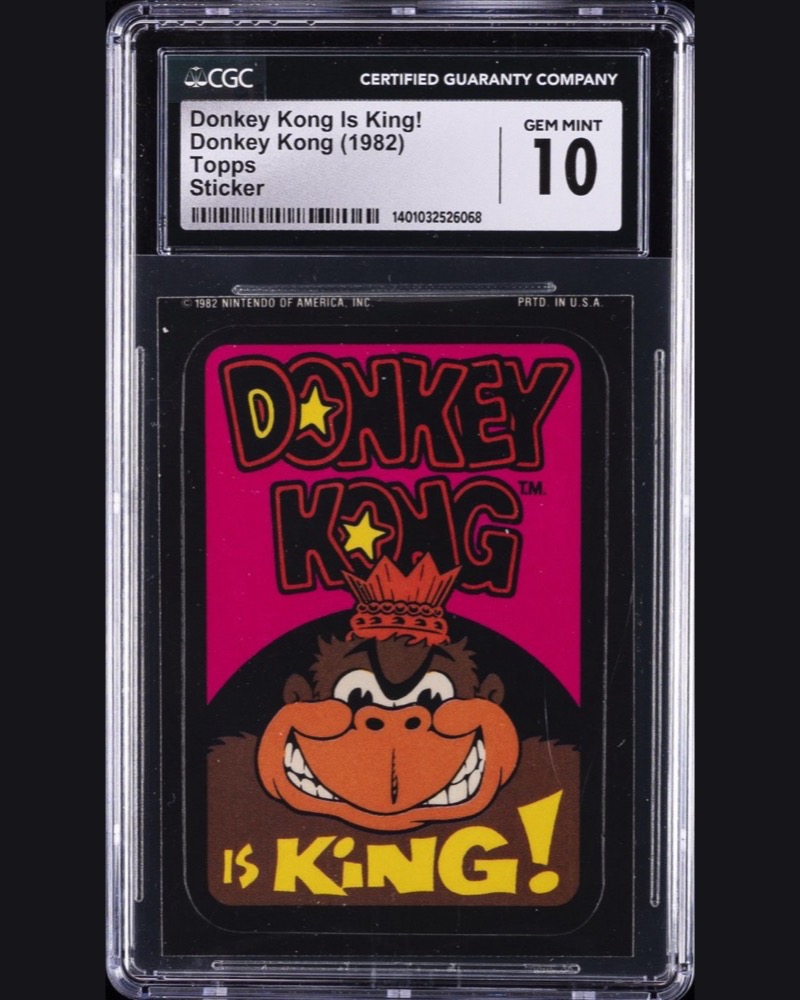 CGC
CERTIFIED GUARANTY COMPANY
Donkey Kong Is King!
Donkey Kong (1982)
Topps
Sticker
GEM MINT
10
1401032526068
© 1982 NINTENDO OF AMERICA, INC.
PRTD. IN U.S.A.
DONKEY
KONG
T.M.
IS KiNG!